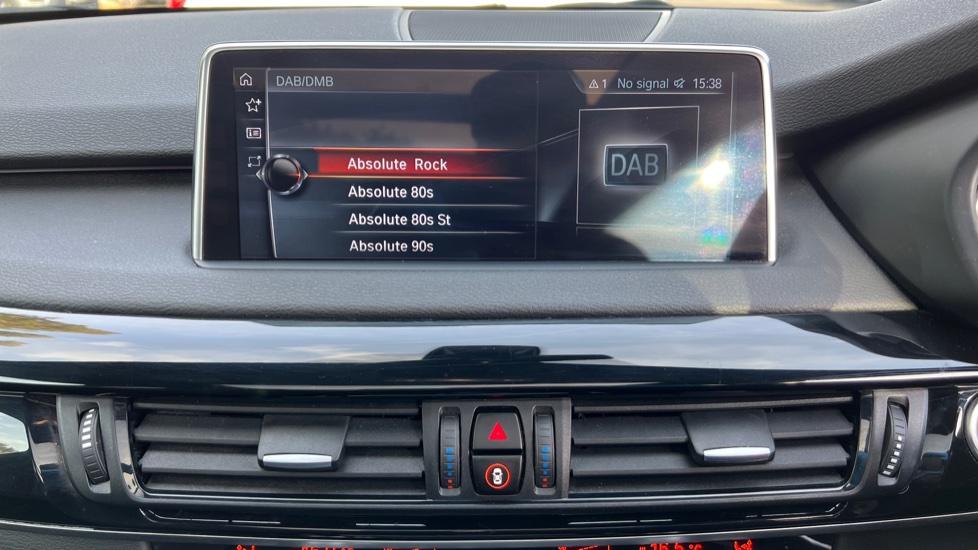 DAB/DMB
1 No signal 15:38
Absolute Rock
Absolute 80s
Absolute 80s St
Absolute 90s
DAB